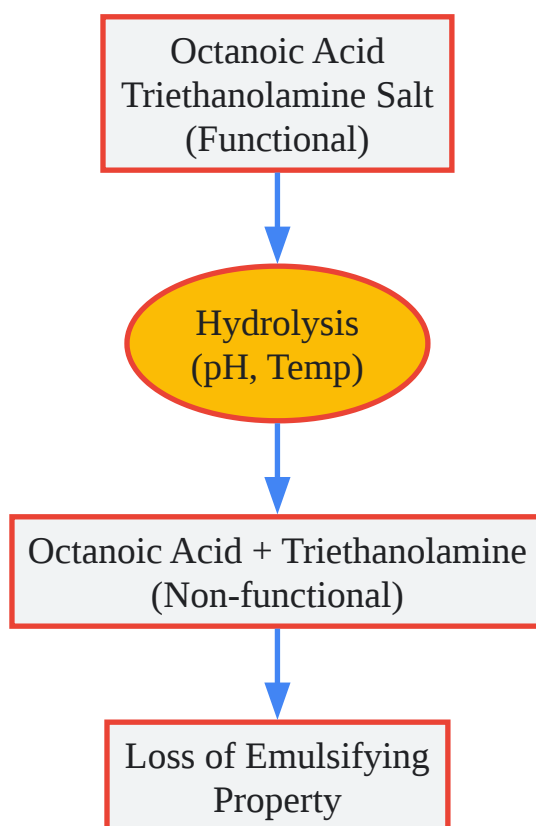 Octanoic Acid
Triethanolamine Salt
(Functional)
Hydrolysis
(pH, Temp)
Octanoic Acid + Triethanolamine
(Non-functional)
Loss of Emulsifying
Property